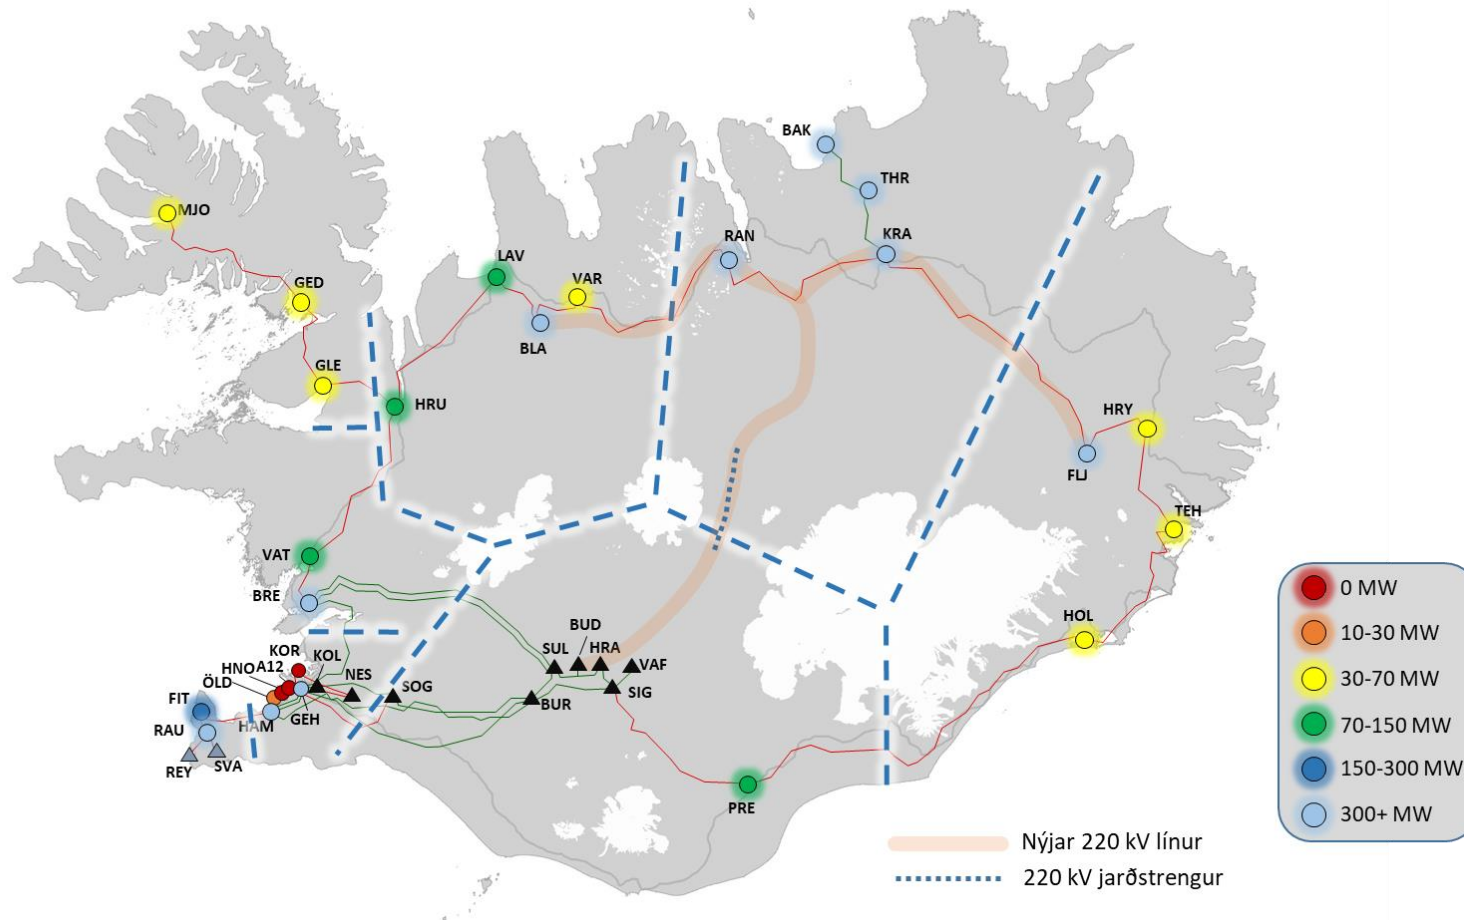 BAK
THR
MJO
RAN
KRA
LAV
VAR
GED
BLA
GLE
HRU
HRY
FLJ
TEH
VAT
BRE
HOL
BUD
SUL
HRA
VAF
KOR
KOL
HNO
A12
NES
SOG
SIG
ÖLD
BUR
FIT
GEH
HAM
RAU
REY
SVA
PRE
0 MW
10-30 MW
30-70 MW
70-150 MW
150-300 MW
300+ MW
Nýjar 220 kV línur
220 kV jarðstrengur